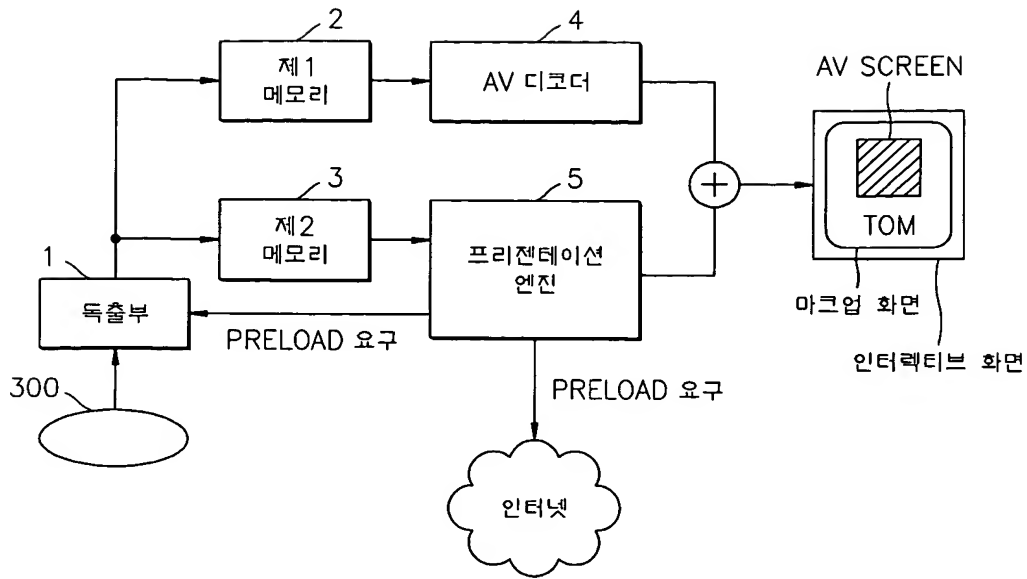 2
제1
메모리
4
AV 디코더
AV SCREEN
TOM
마크업 화면
인터렉티브 화면
3
제2
메모리
5
프리젠테이션
엔진
1
독출부
PRELOAD 요구
300
PRELOAD 요구
인터넷